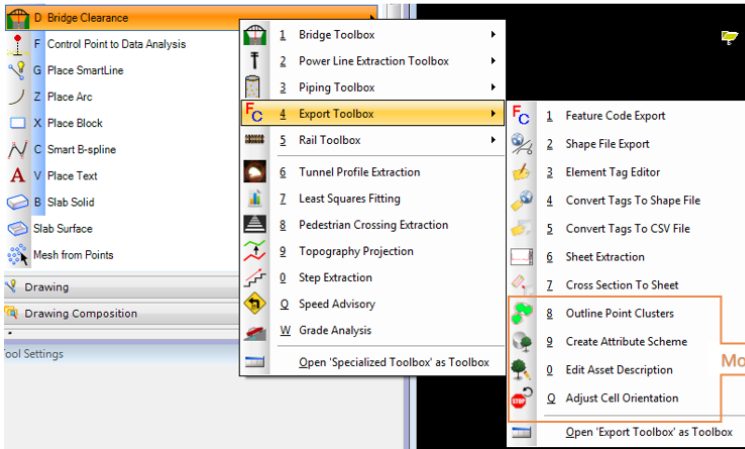 D Bridge Clearance
F Control Point to Data Analysis
G Place SmartLine
Z Place Arc
X Place Block
C Smart B-spline
V Place Text
B Slab Solid
Slab Surface
Mesh from Points
Drawing
Drawing Composition
Tool Settings
1 Bridge Toolbox
2 Power Line Extraction Toolbox
3 Piping Toolbox
4 Export Toolbox
5 Rail Toolbox
6 Tunnel Profile Extraction
7 Least Squares Fitting
8 Pedestrian Crossing Extraction
9 Topography Projection
0 Step Extraction
Q Speed Advisory
W Grade Analysis
Open 'Specialized Toolbox' as Toolbox
1 Feature Code Export
2 Shape File Export
3 Element Tag Editor
4 Convert Tags To Shape File
5 Convert Tags To CSV File
6 Sheet Extraction
7 Cross Section To Sheet
8 Outline Point Clusters
9 Create Attribute Scheme
0 Edit Asset Description
Q Adjust Cell Orientation
Open 'Export Toolbox' as Toolbox
Mo
FC
FC
A
STOP